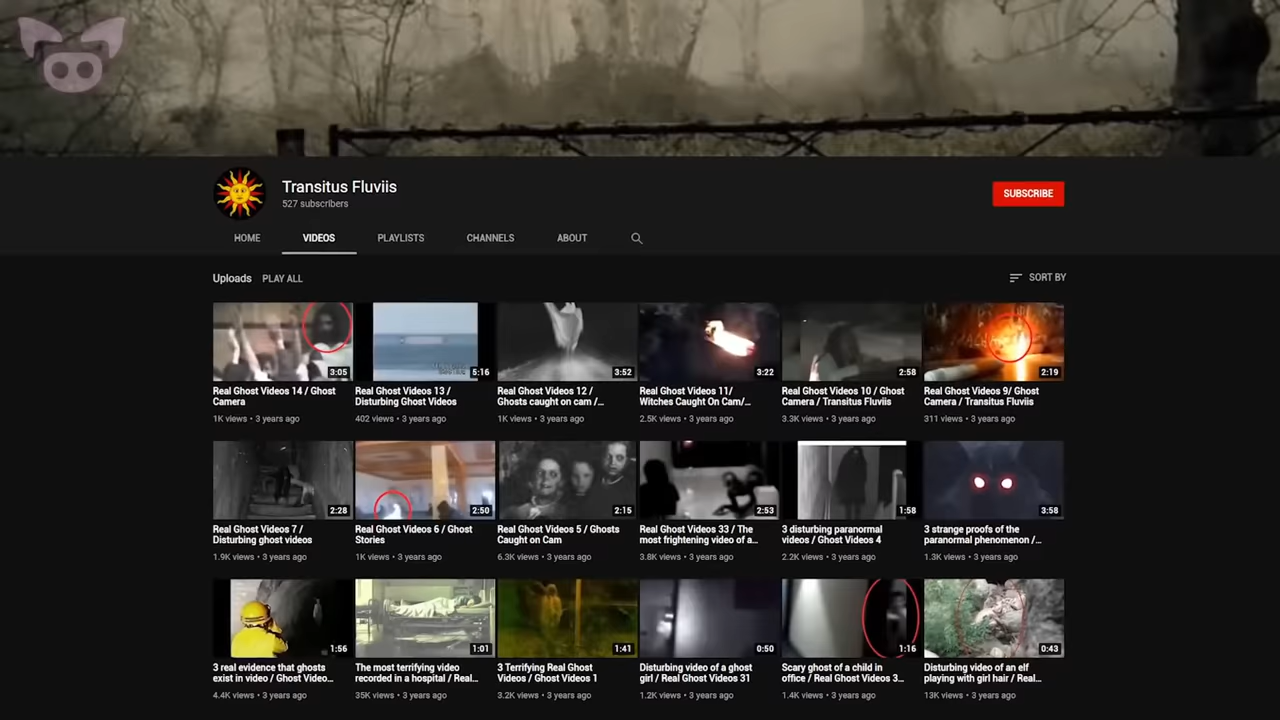 Transitus Fluviis
527 subscribers
SUBSCRIBE
HOME VIDEOS PLAYLISTS CHANNELS ABOUT
Uploads PLAY ALL SORT BY
3:05 5:16 3:52 3:22 2:58 2:19
Real Ghost Videos 14 / Ghost
Camera
1K views • 3 years ago
Real Ghost Videos 13 /
Disturbing Ghost Videos
402 views • 3 years ago
Real Ghost Videos 12 /
Ghosts caught on cam /...
1K views • 3 years ago
Real Ghost Videos 11/
Witches Caught On Cam/...
2.5K views • 3 years ago
Real Ghost Videos 10 / Ghost
Camera / Transitus Fluviis
3.3K views • 3 years ago
Real Ghost Videos 9/ Ghost
Camera / Transitus Fluviis
311 views • 3 years ago
2:28 2:50 2:15 2:53 1:58 3:58
Real Ghost Videos 7 /
Disturbing ghost videos
1.9K views • 3 years ago
Real Ghost Videos 6 / Ghost
Stories
1K views • 3 years ago
Real Ghost Videos 5 / Ghosts
Caught on Cam
6.3K views • 3 years ago
Real Ghost Videos 33 / The
most frightening video of a...
3.8K views • 3 years ago
3 disturbing paranormal
videos / Ghost Videos 4
2.2K views • 3 years ago
3 strange proofs of the
paranormal phenomenon /...
1.3K views • 3 years ago
1:56 1:01 1:41 0:50 1:16 0:43
3 real evidence that ghosts
exist in video / Ghost Video...
4.4K views • 3 years ago
The most terrifying video
recorded in a hospital / Real...
35K views • 3 years ago
3 Terrifying Real Ghost
Videos / Ghost Videos 1
3.2K views • 3 years ago
Disturbing video of a ghost
girl / Real Ghost Videos 31
1.2K views • 3 years ago
Scary ghost of a child in
office / Real Ghost Videos 3...
1.4K views • 3 years ago
Disturbing video of an elf
playing with girl hair / Real...
13K views • 3 years ago